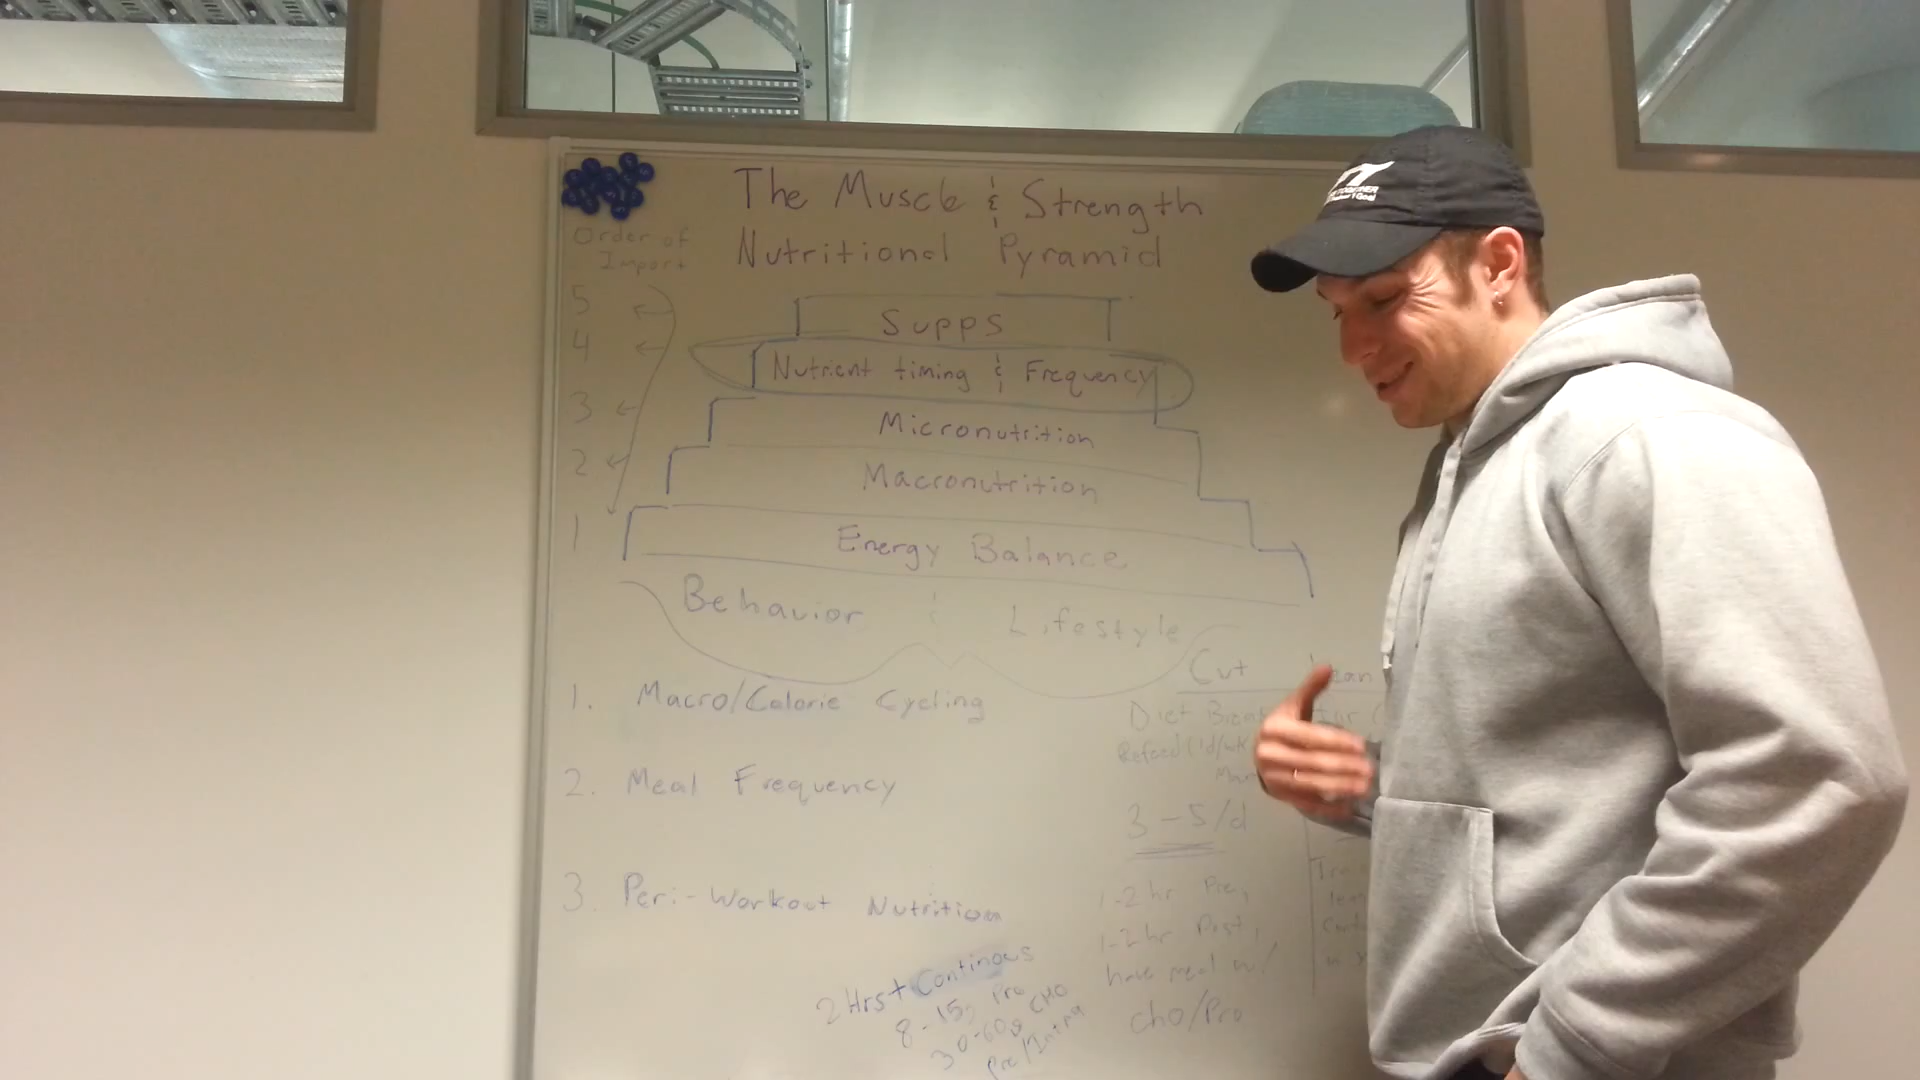 The Muscle & Strength
Nutritional Pyramid
Order of
Import
5
4
3
2
1
Supps
Nutrient timing & Frequency
Micronutrition
Macronutrition
Energy Balance
Behavior & Lifestyle
Cut
1. Macro/Calorie Cycling
Diet
Refeed (1d/wk
2. Meal Frequency
3-5/d
3. Peri-Workout Nutrition
1-2 hr Pre,
1-2 hr Post,
have meal w/
cho/Pro
2 Hrs+ Continous
8-15g Pro
30-60g CHO
Pre/Intra
TOGETHER